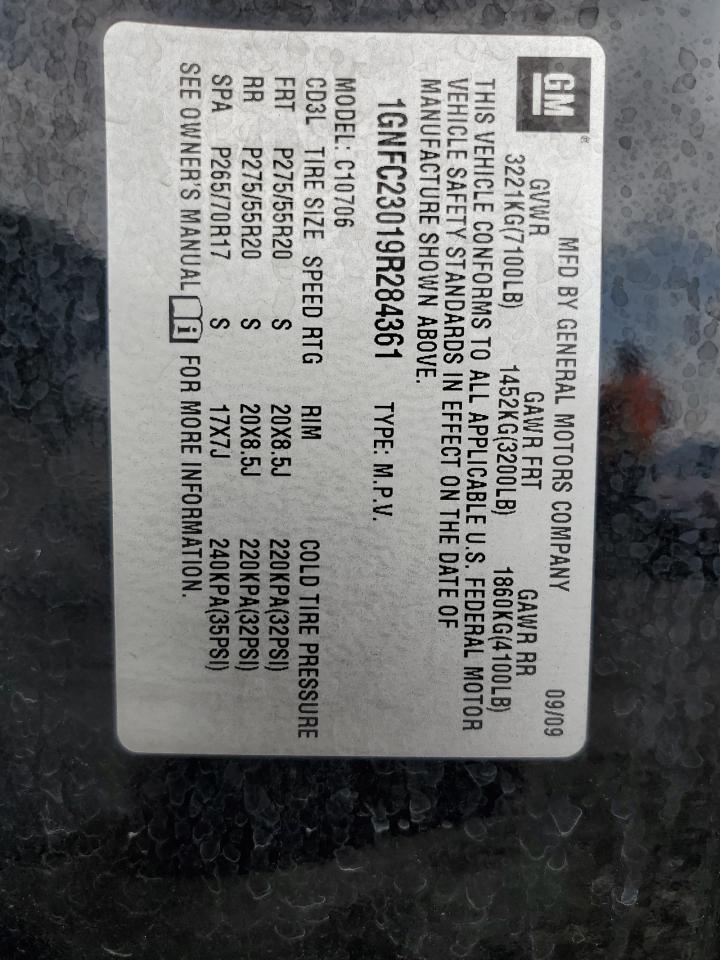 GM®
MFD BY GENERAL MOTORS COMPANY 09/09
GVWR GAWR FRT GAWR RR
3221KG(7100LB) 1452KG(3200LB) 1860KG(4100LB)
THIS VEHICLE CONFORMS TO ALL APPLICABLE U.S. FEDERAL MOTOR
VEHICLE SAFETY STANDARDS IN EFFECT ON THE DATE OF
MANUFACTURE SHOWN ABOVE.
1GNFC23019R284361 TYPE: M.P.V.
MODEL: C10706
CD3L TIRE SIZE SPEED RTG RIM COLD TIRE PRESSURE
FRT P275/55R20 S 20X8.5J 220KPA(32PSI)
RR P275/55R20 S 20X8.5J 220KPA(32PSI)
SPA P265/70R17 S 17X7J 240KPA(35PSI)
SEE OWNER'S MANUAL i FOR MORE INFORMATION.